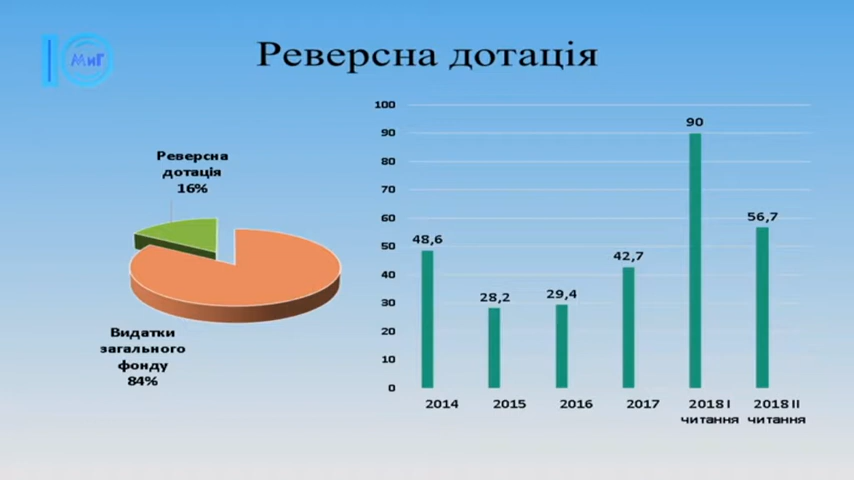 МиГ
Реверсна дотація
Реверсна
дотація
16%
Видатки
загального
фонду
84%
100
90
80
70
60
50
40
30
20
10
0
48,6
28,2
29,4
42,7
90
56,7
2014
2015
2016
2017
2018 І
читання
2018 ІІ
читання